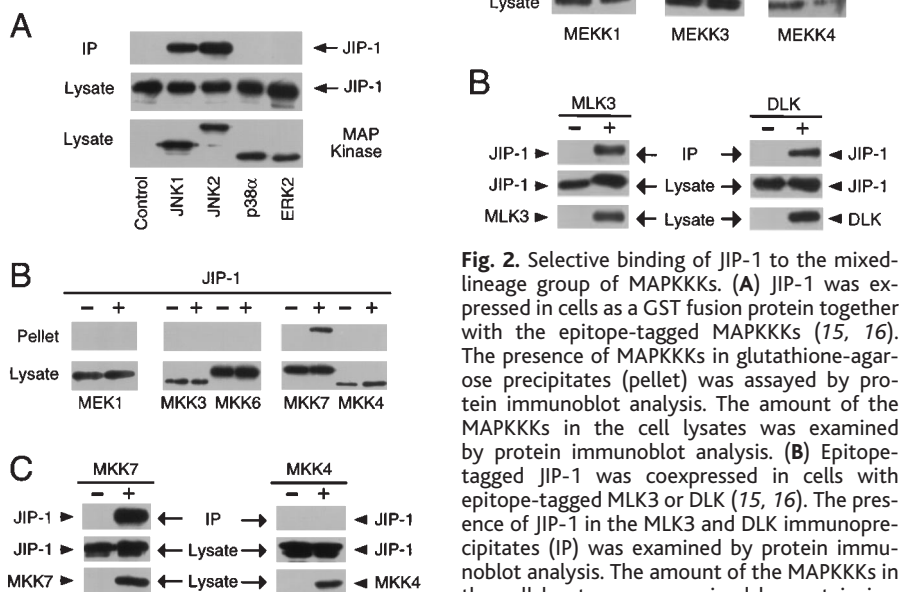 A
IP
JIP-1
Lysate
JIP-1
Lysate
MAP
Kinase
Control
JNK1
JNK2
p38α
ERK2
B
JIP-1
– + – + – + – + – +
Pellet
Lysate
MEK1 MKK3 MKK6 MKK7 MKK4
C
MKK7 MKK4
– + – +
JIP-1 IP JIP-1
JIP-1 Lysate JIP-1
MKK7 Lysate MKK4
Lysate
MEKK1 MEKK3 MEKK4
B
MLK3 DLK
– + – +
JIP-1 IP JIP-1
JIP-1 Lysate JIP-1
MLK3 Lysate DLK
Fig. 2. Selective binding of JIP-1 to the mixed-
lineage group of MAPKKKs. (A) JIP-1 was ex-
pressed in cells as a GST fusion protein together
with the epitope-tagged MAPKKKs (15, 16).
The presence of MAPKKKs in glutathione-agar-
ose precipitates (pellet) was assayed by pro-
tein immunoblot analysis. The amount of the
MAPKKKs in the cell lysates was examined
by protein immunoblot analysis. (B) Epitope-
tagged JIP-1 was coexpressed in cells with
epitope-tagged MLK3 or DLK (15, 16). The pres-
ence of JIP-1 in the MLK3 and DLK immunopre-
cipitates (IP) was examined by protein immu-
noblot analysis. The amount of the MAPKKKs in